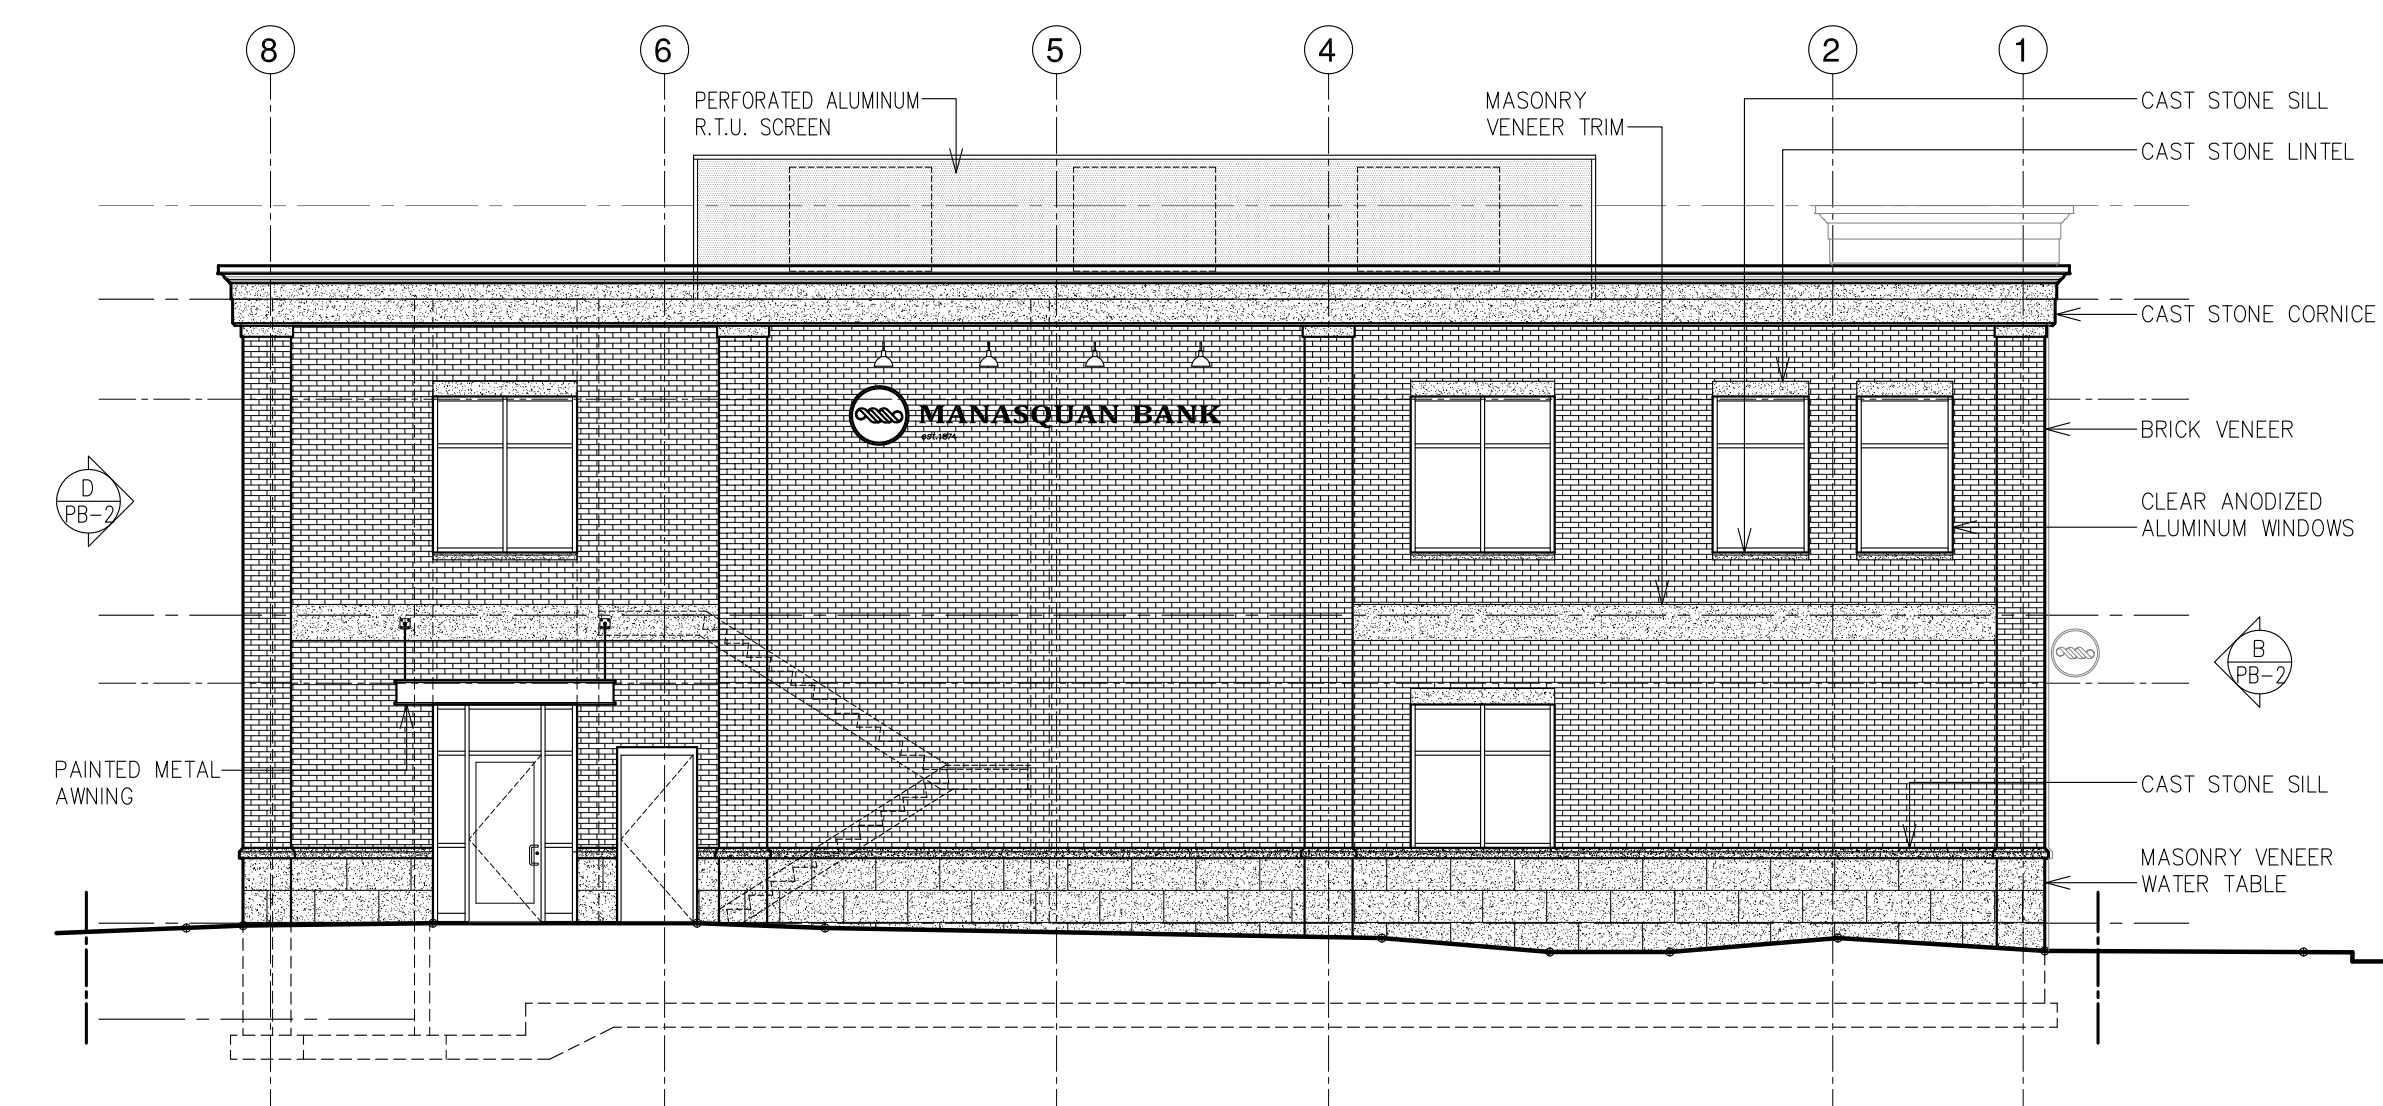 8
6
5
4
2
1
PERFORATED ALUMINUM
R.T.U. SCREEN
MASONRY
VENEER TRIM
CAST STONE SILL
CAST STONE LINTEL
CAST STONE CORNICE
MANASQUAN BANK
est.1874
BRICK VENEER
D
PB-2
CLEAR ANODIZED
ALUMINUM WINDOWS
B
PB-2
PAINTED METAL
AWNING
CAST STONE SILL
MASONRY VENEER
WATER TABLE